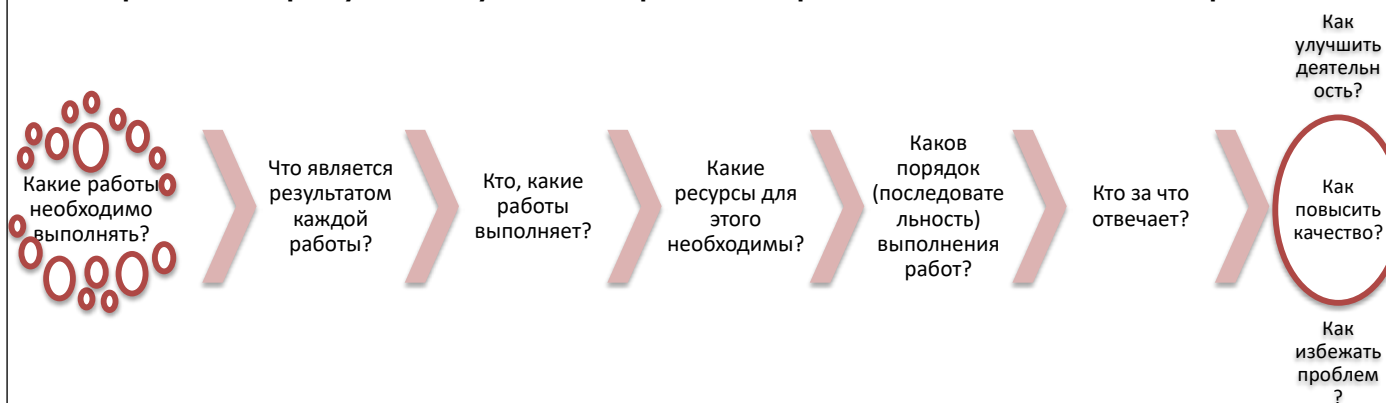 Какие работы
необходимо
выполнять?
Что является
результатом
каждой
работы?
Кто, какие
работы
выполняет?
Какие
ресурсы для
этого
необходимы?
Каков
порядок
(последовате
льность)
выполнения
работ?
Кто за что
отвечает?
Как
улучшить
деятельн
ость?
Как
повысить
качество?
Как
избежать
проблем
?